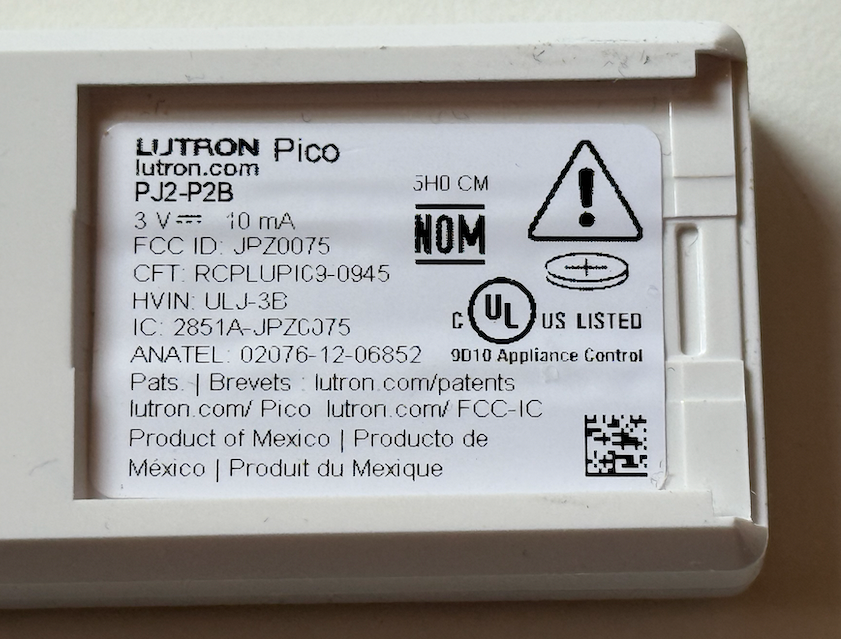 LUTRON Pico
lutron.com
PJ2-P2B
3 V 10 mA
FCC ID: JPZ0075
CFT: RCPLUPI09-0945
HVIN: ULJ-3B
IC: 2851A-JPZ0075
ANATEL: 02076-12-06852
Pats. | Brevets : lutron.com/patents
lutron.com/ Pico lutron.com/ FCC-IC
Product of Mexico | Producto de
México | Produit du Mexique
5H0 CM
NOM
C UL US LISTED
9D10 Appliance Control